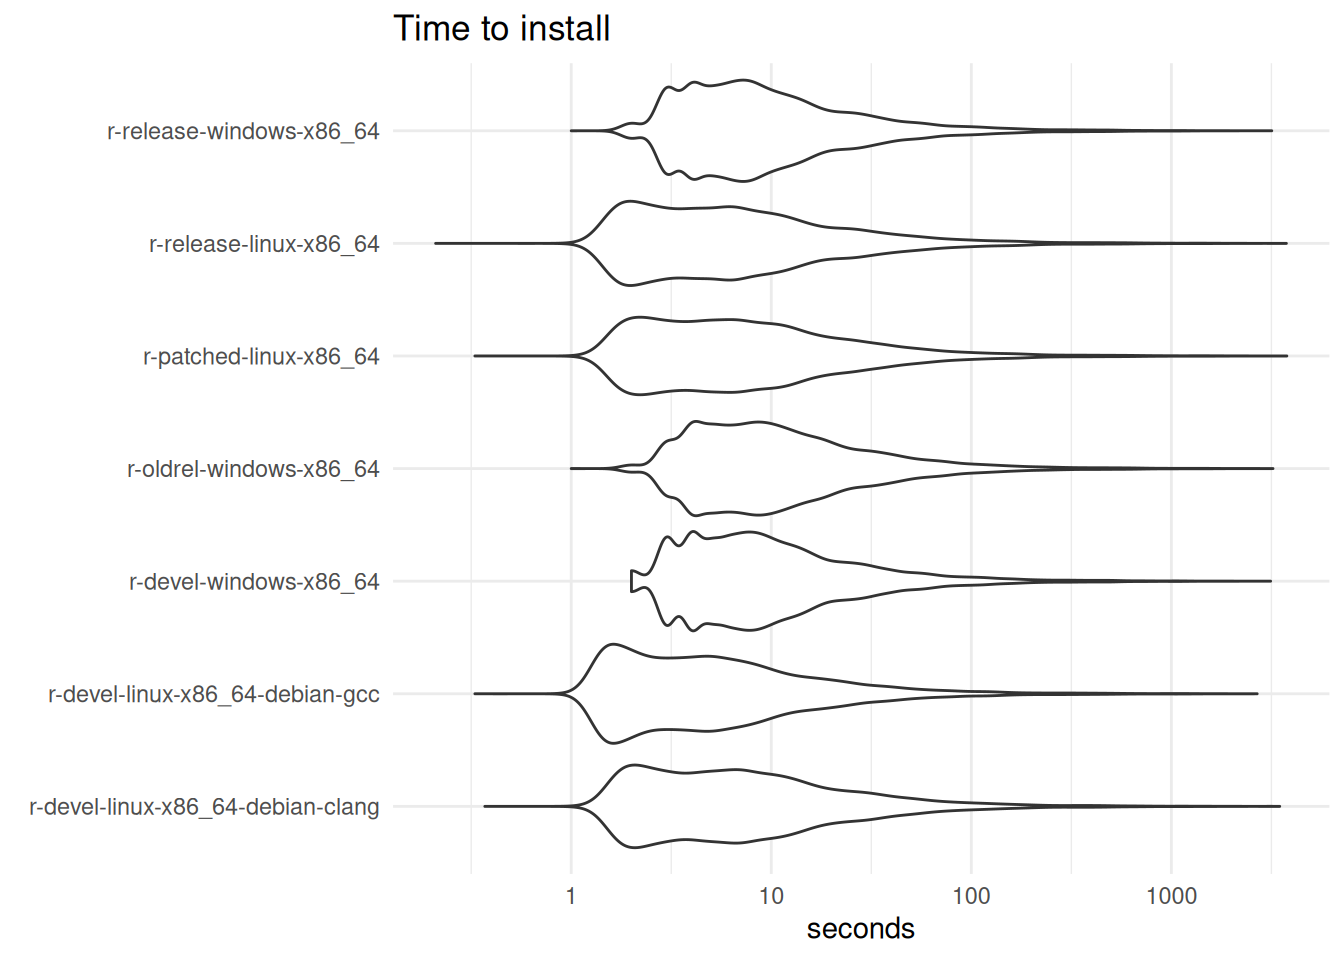 Time to install
r-release-windows-x86_64
r-release-linux-x86_64
r-patched-linux-x86_64
r-oldrel-windows-x86_64
r-devel-windows-x86_64
r-devel-linux-x86_64-debian-gcc
r-devel-linux-x86_64-debian-clang
1 10 100 1000
seconds